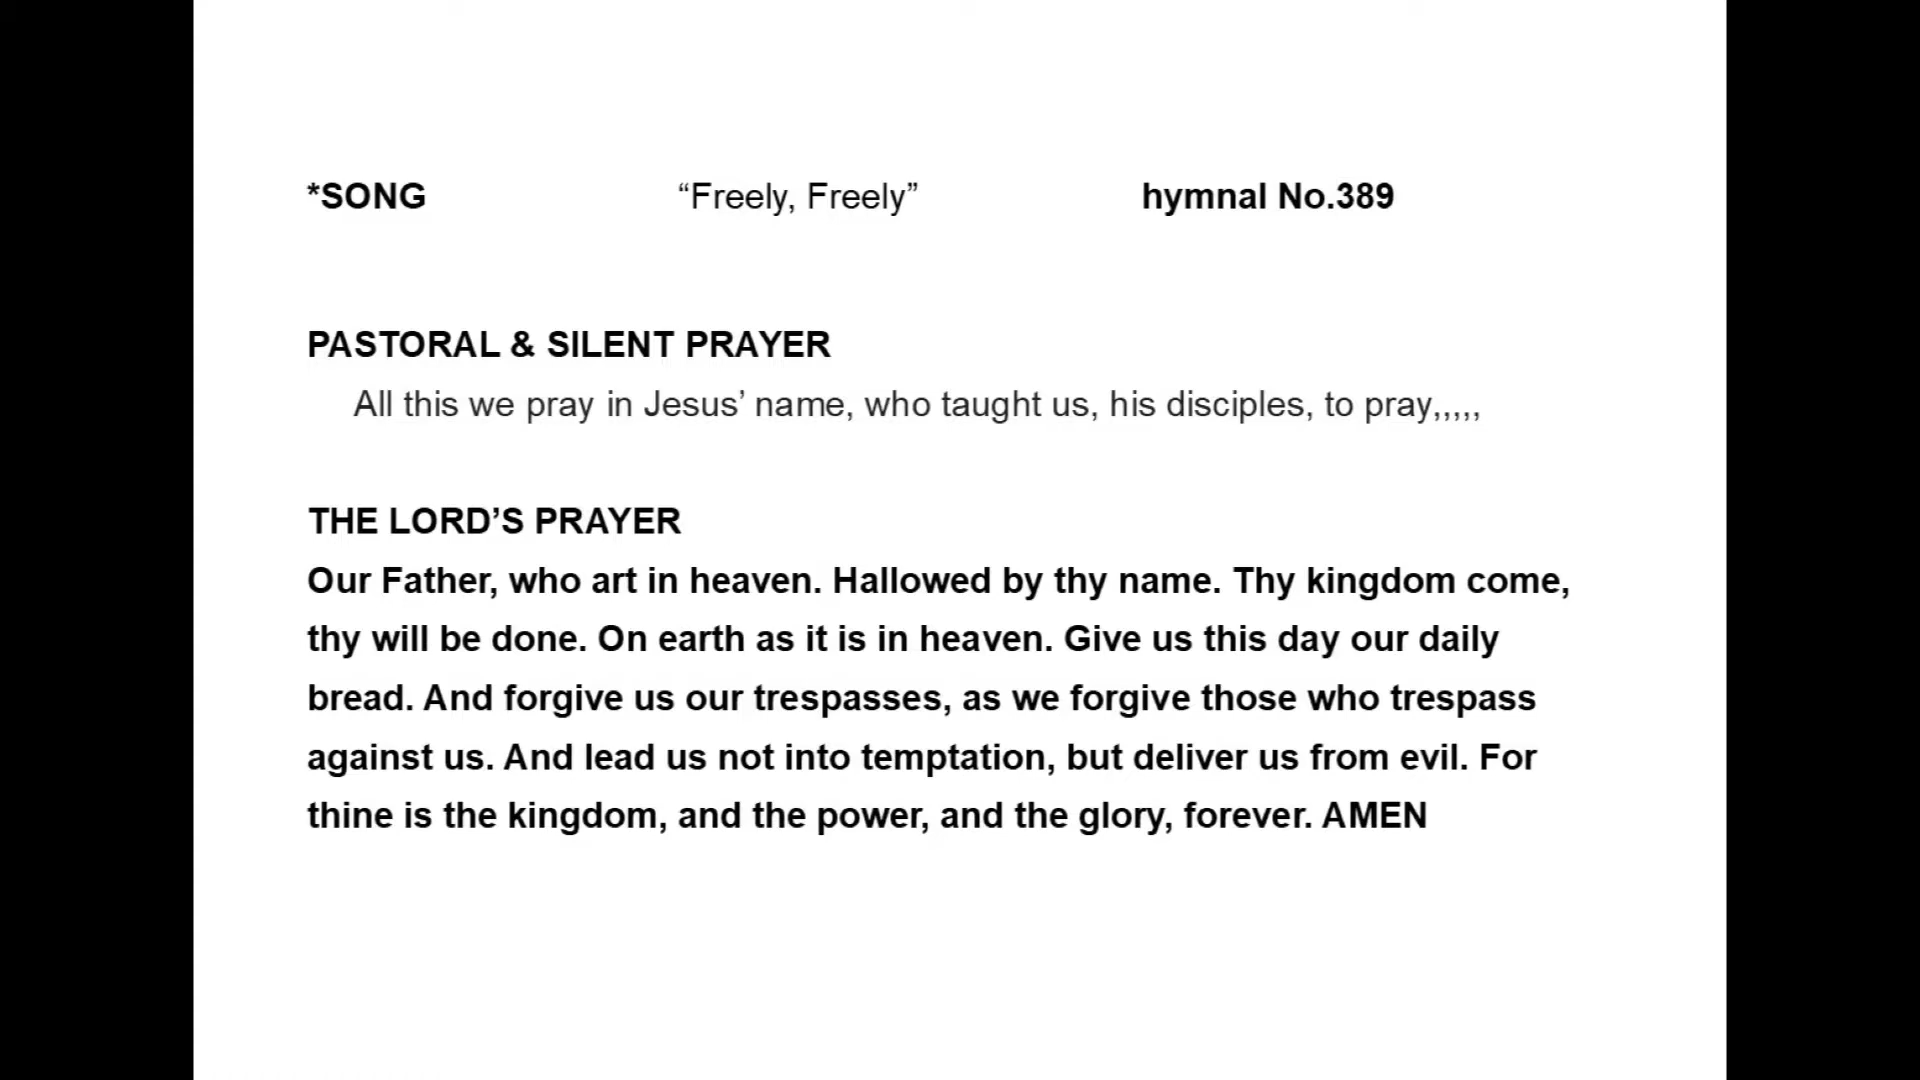 *SONG “Freely, Freely” hymnal No.389
PASTORAL & SILENT PRAYER
All this we pray in Jesus’ name, who taught us, his disciples, to pray,,,,,
THE LORD’S PRAYER
Our Father, who art in heaven. Hallowed by thy name. Thy kingdom come,
thy will be done. On earth as it is in heaven. Give us this day our daily
bread. And forgive us our trespasses, as we forgive those who trespass
against us. And lead us not into temptation, but deliver us from evil. For
thine is the kingdom, and the power, and the glory, forever. AMEN